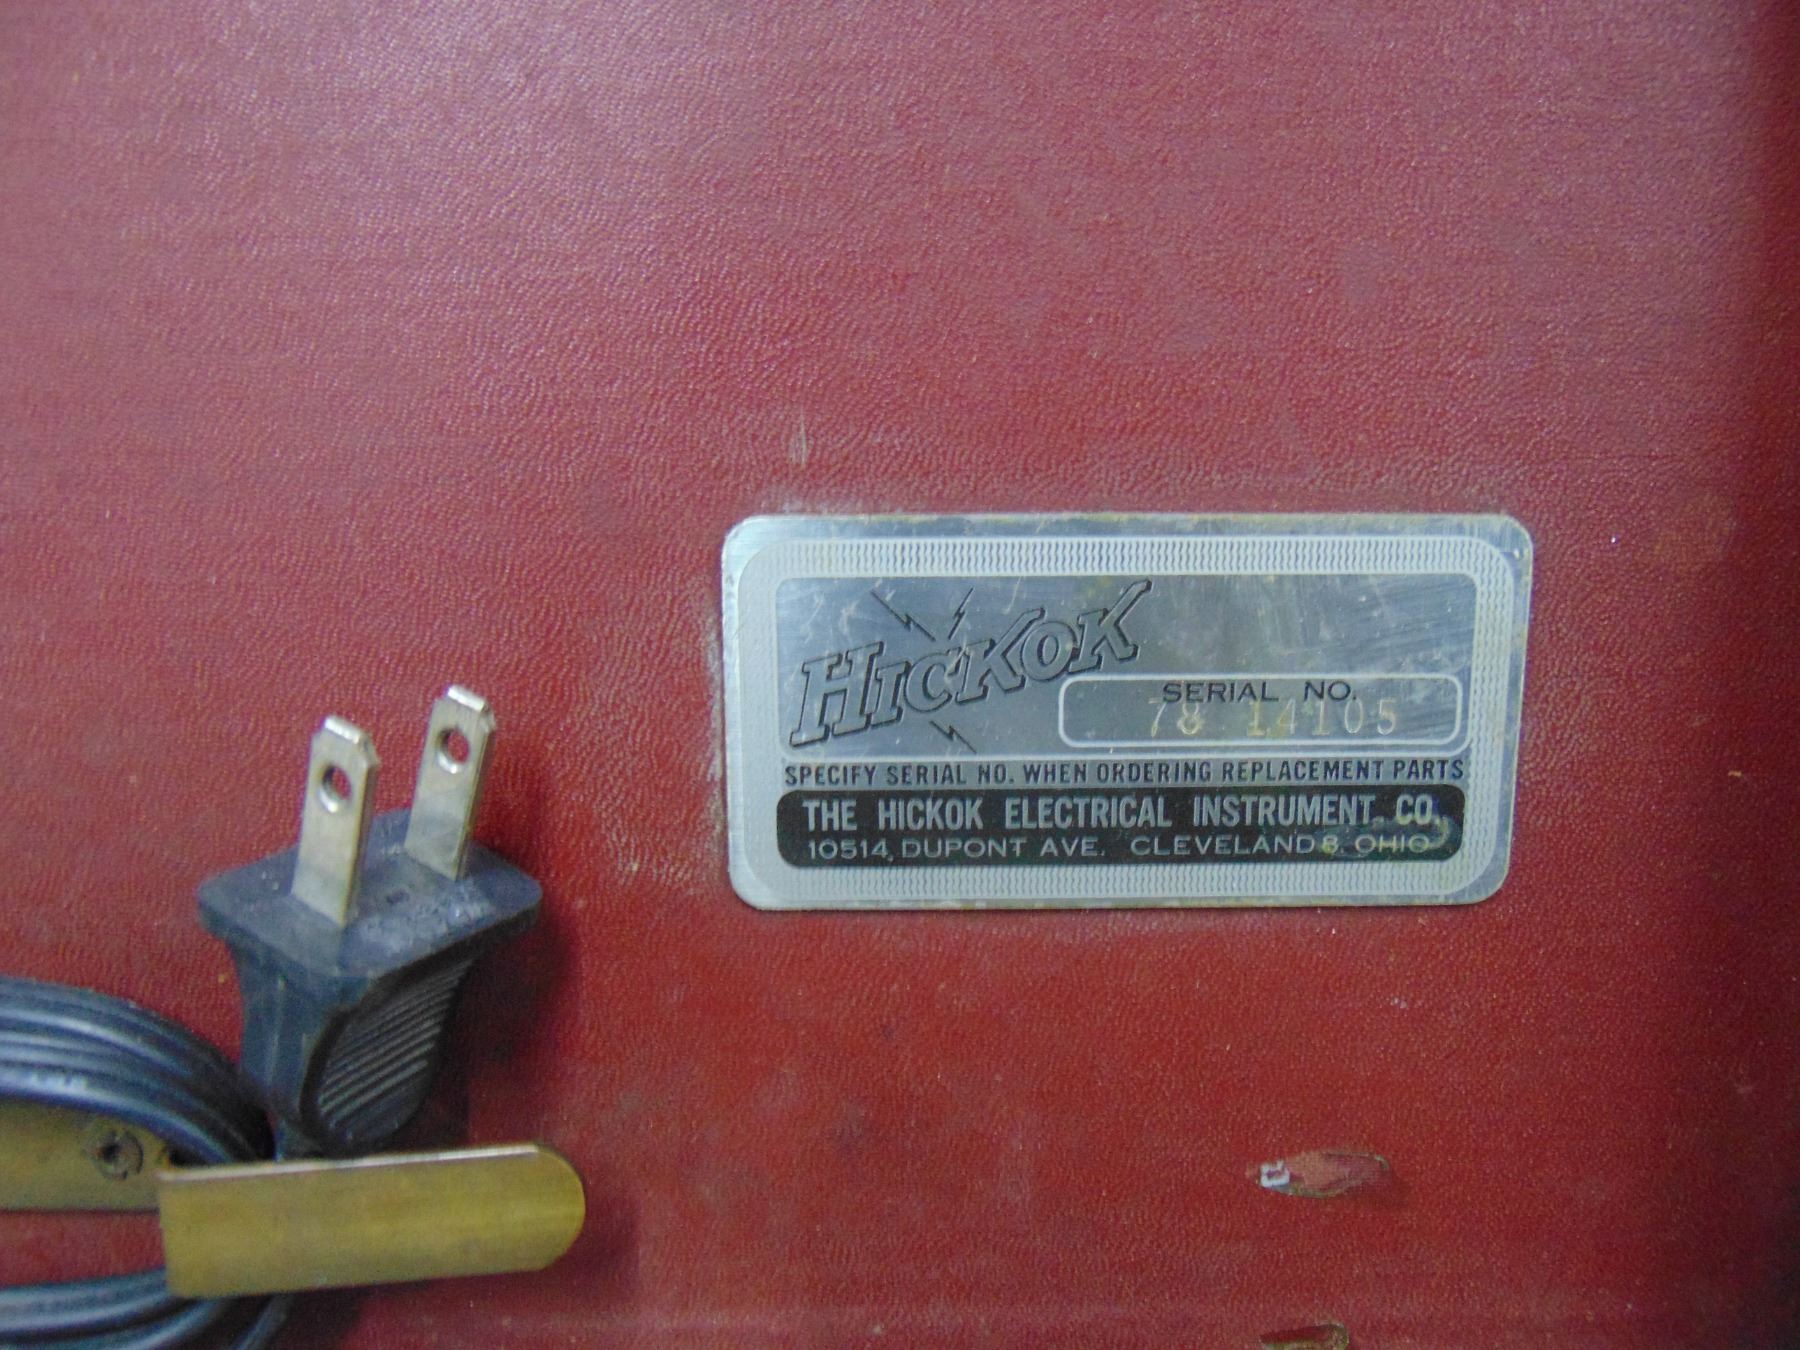 HICKOK
SERIAL NO.
78 14105
SPECIFY SERIAL NO. WHEN ORDERING REPLACEMENT PARTS
THE HICKOK ELECTRICAL INSTRUMENT CO.
10514 DUPONT AVE. CLEVELAND 8, OHIO